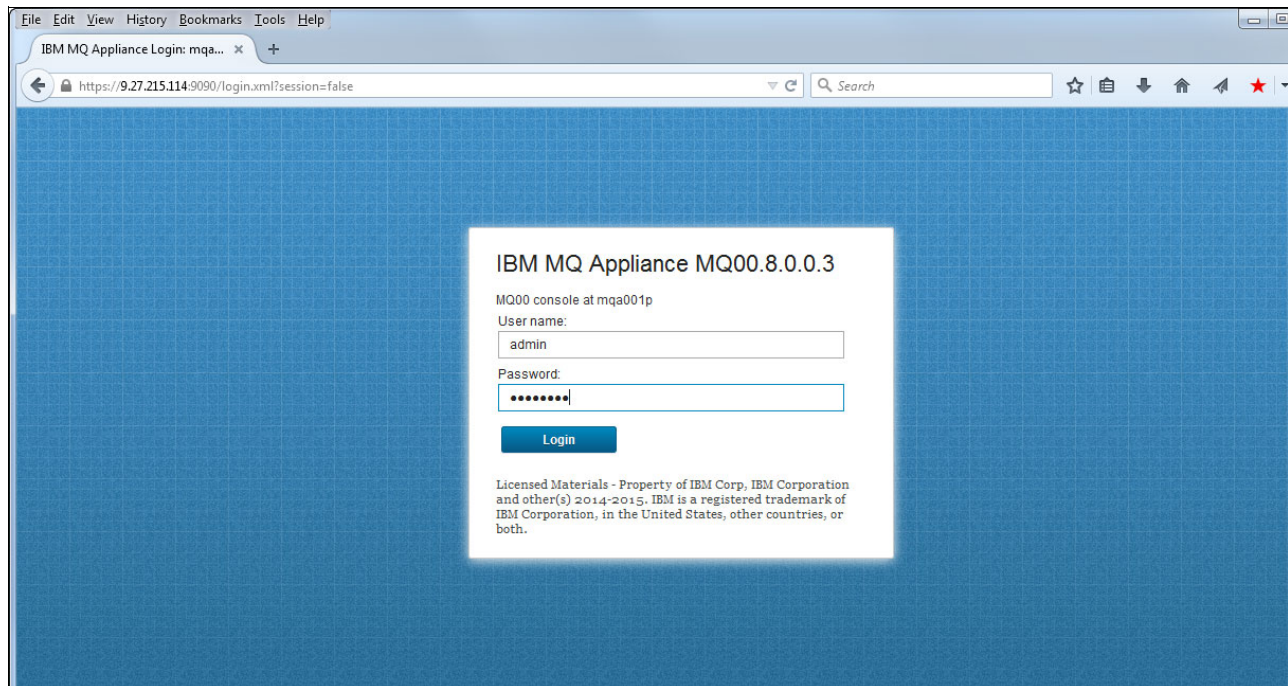 File Edit View History Bookmarks Tools Help
IBM MQ Appliance Login: mqa... × +
https://9.27.215.114:9090/login.xml?session=false Search
IBM MQ Appliance MQ00.8.0.0.3
MQ00 console at mqa001p
User name:
admin
Password:
••••••••
Login
Licensed Materials - Property of IBM Corp, IBM Corporation
and other(s) 2014-2015. IBM is a registered trademark of
IBM Corporation, in the United States, other countries, or
both.